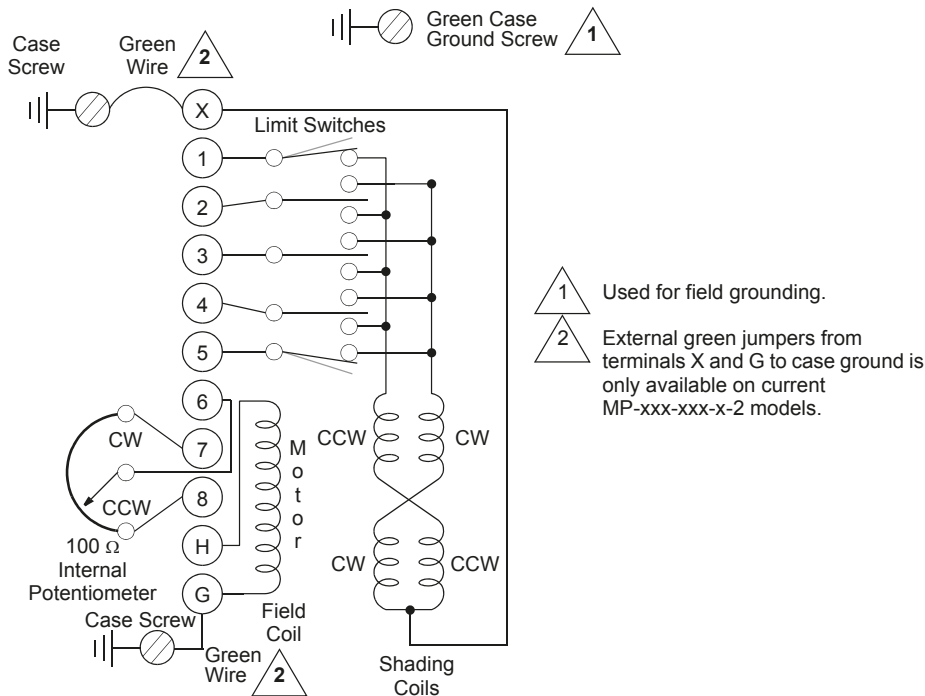 Green Case
Ground Screw
1
Case
Screw
Green
Wire
2
X
Limit Switches
1
2
3
4
5
6
7
8
H
G
CW
CCW
100 Ω
Internal
Potentiometer
Motor
Case Screw
Green
Wire
2
Field
Coil
CCW
CW
CW
CCW
Shading
Coils
1
Used for field grounding.
2
External green jumpers from
terminals X and G to case ground is
only available on current
MP-xxx-xxx-x-2 models.